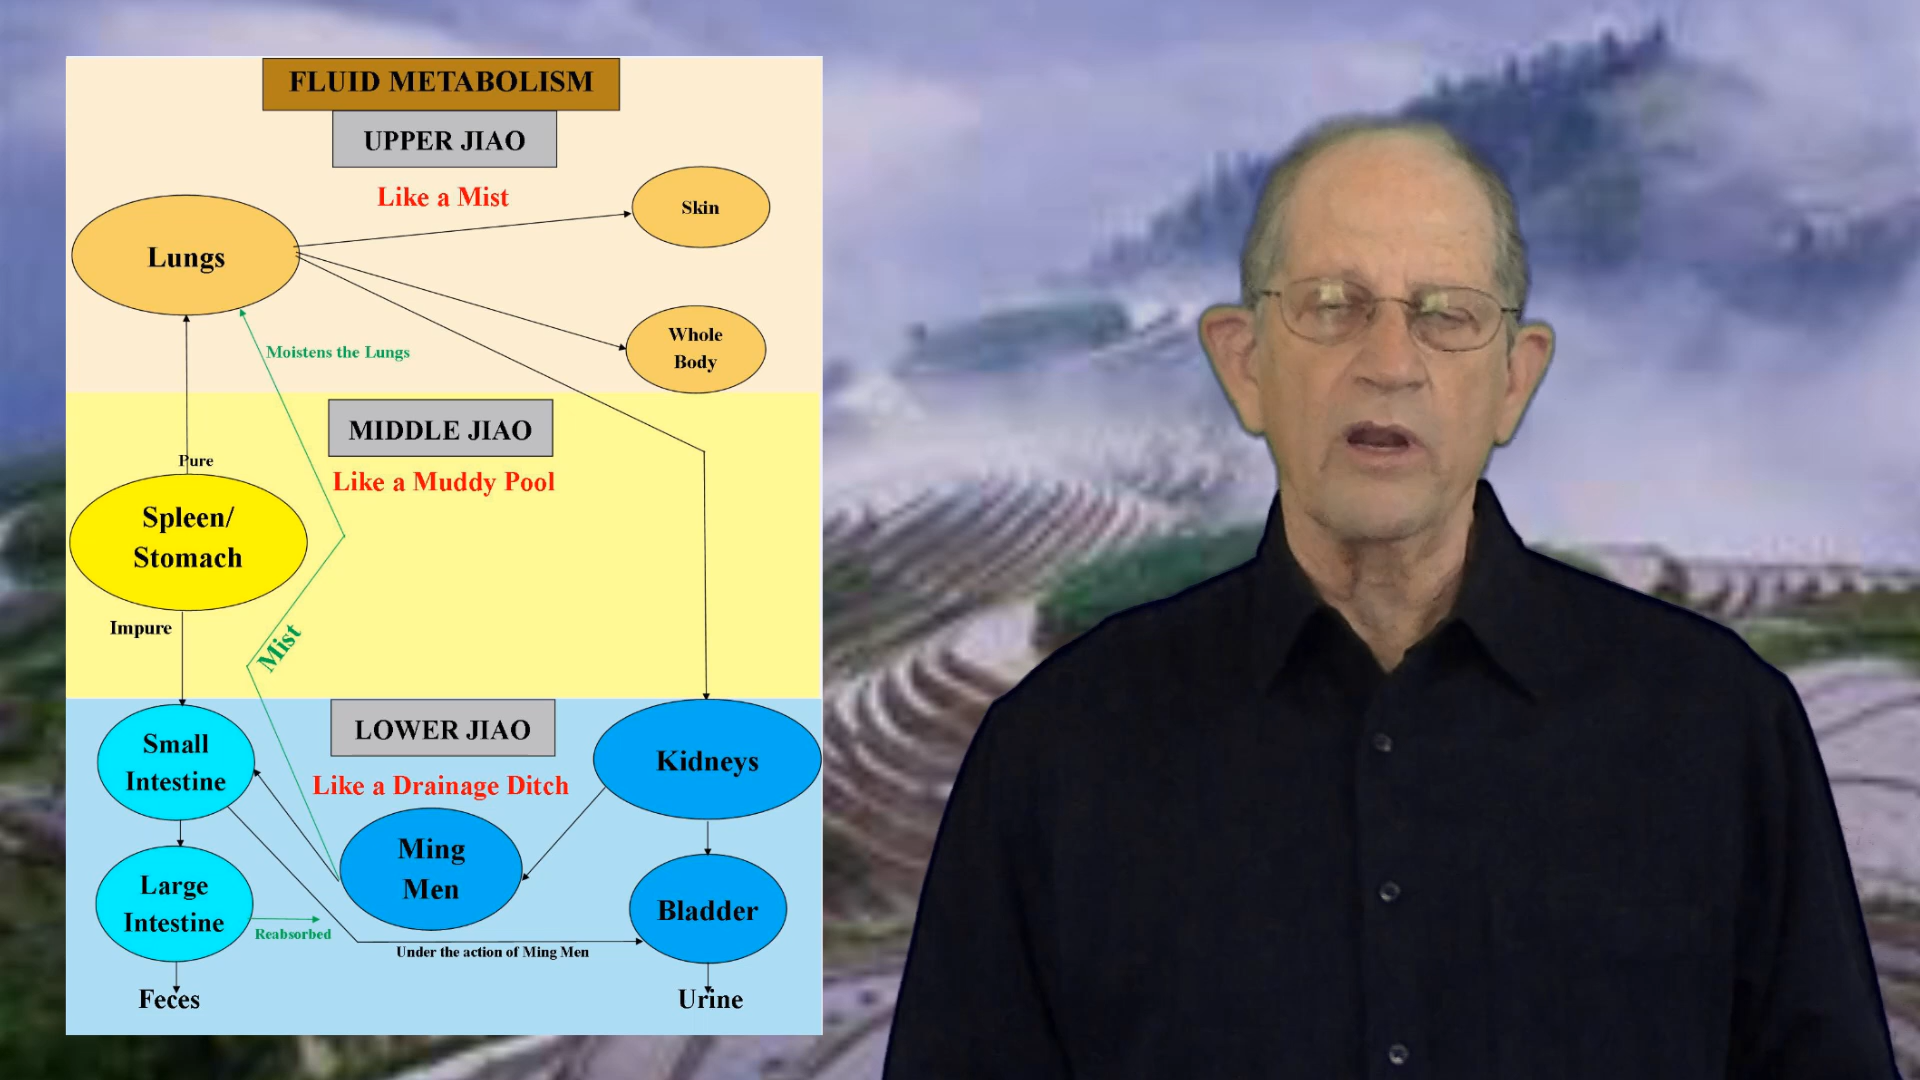 FLUID METABOLISM
UPPER JIAO
Like a Mist
Skin
Lungs
Whole
Body
Moistens the Lungs
MIDDLE JIAO
Pure
Like a Muddy Pool
Spleen/
Stomach
Impure
Mist
LOWER JIAO
Small
Intestine
Kidneys
Like a Drainage Ditch
Ming
Men
Large
Intestine
Bladder
Reabsorbed
Under the action of Ming Men
Feces
Urine